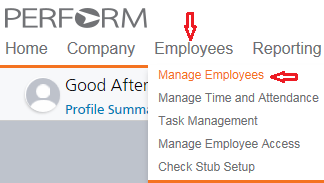 PERFORM
Home Company Employees Reporting
Good After
Profile Summa
Manage Employees
Manage Time and Attendance
Task Management
Manage Employee Access
Check Stub Setup